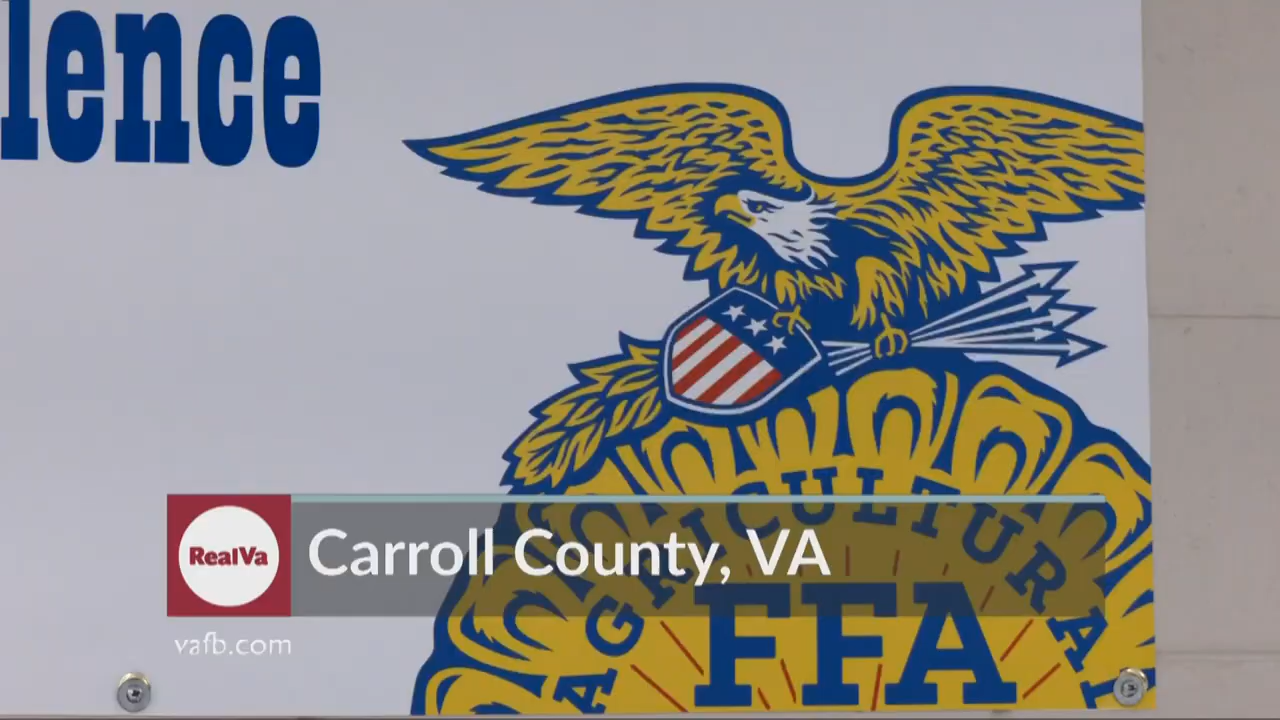 lence
AGRICULTURAL
FFA
RealVa
Carroll County, VA
vafb.com